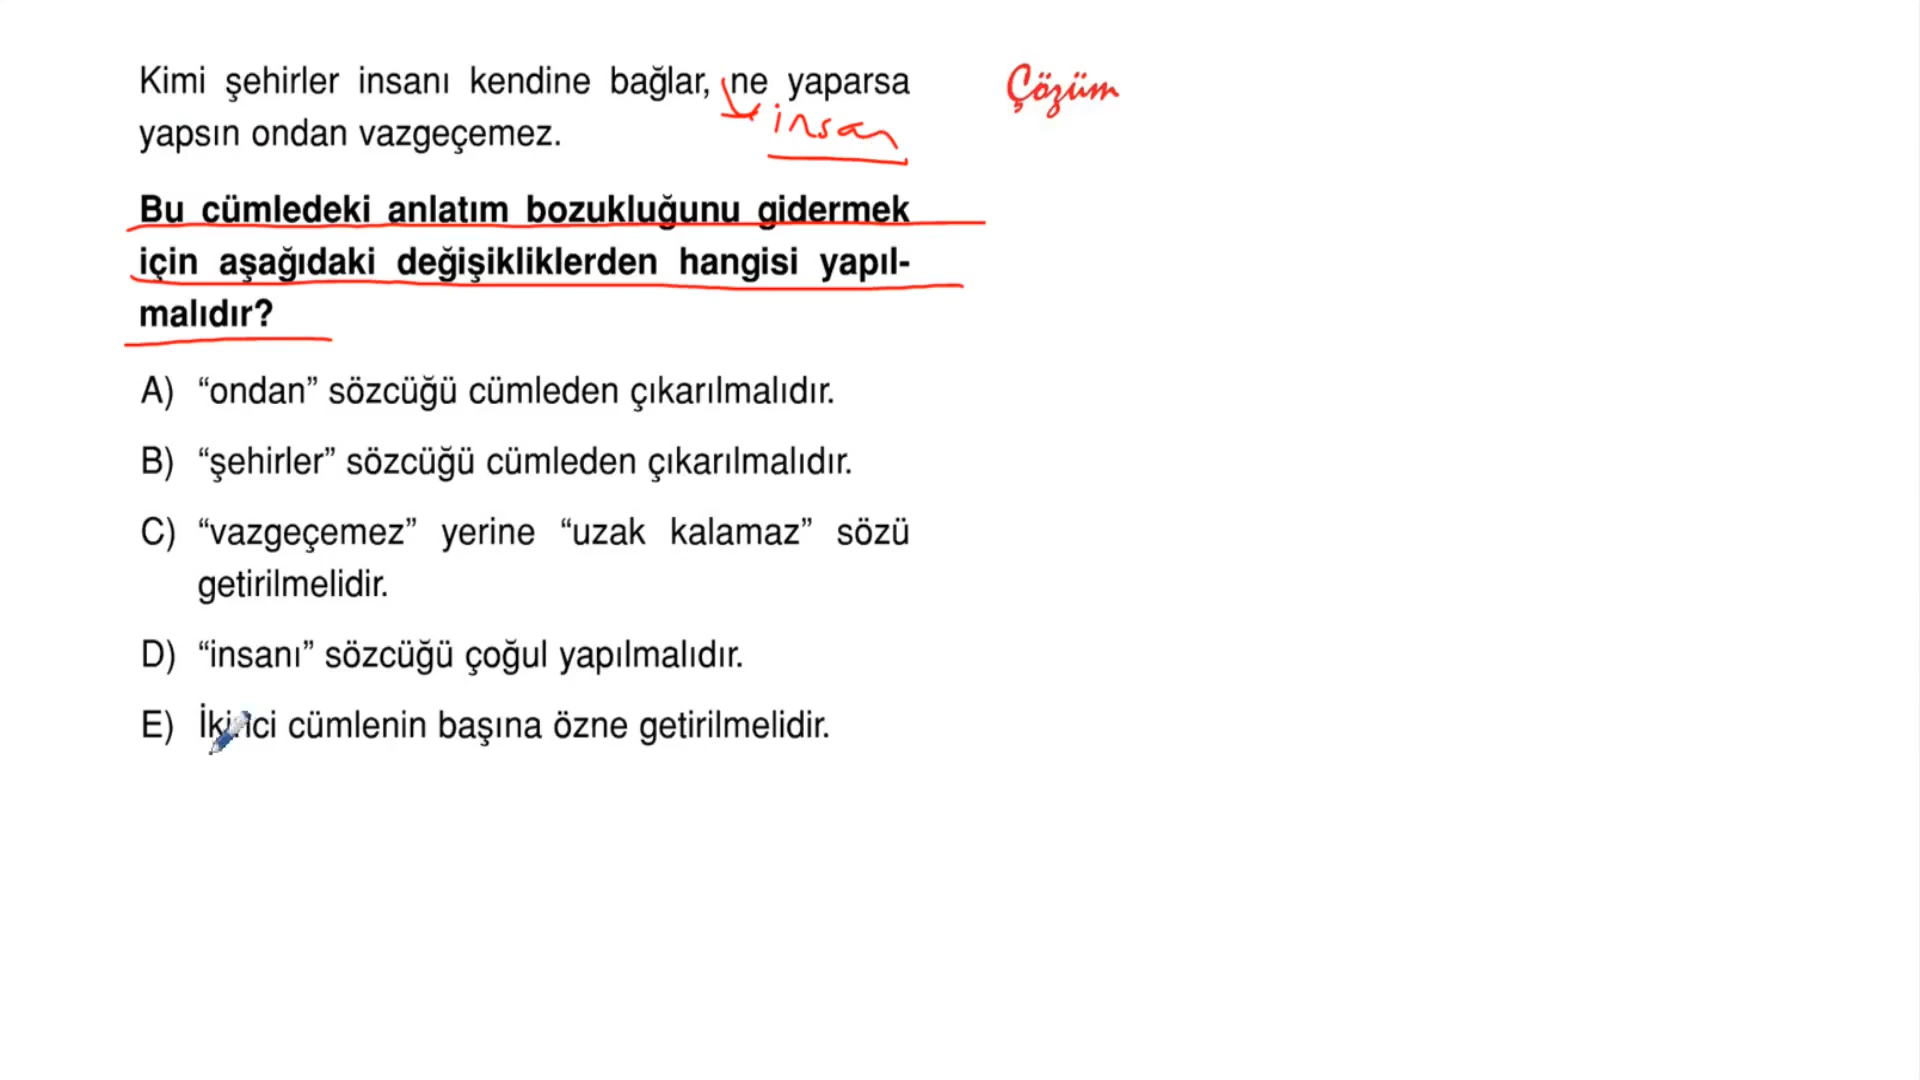 Kimi şehirler insanı kendine bağlar, ne yaparsa
Çözüm
insan
yapsın ondan vazgeçemez.
Bu cümledeki anlatım bozukluğunu gidermek
için aşağıdaki değişikliklerden hangisi yapıl-
malıdır?
A) “ondan” sözcüğü cümleden çıkarılmalıdır.
B) “şehirler” sözcüğü cümleden çıkarılmalıdır.
C) “vazgeçemez” yerine “uzak kalamaz” sözü
getirilmelidir.
D) “insanı” sözcüğü çoğul yapılmalıdır.
E) İkinci cümlenin başına özne getirilmelidir.